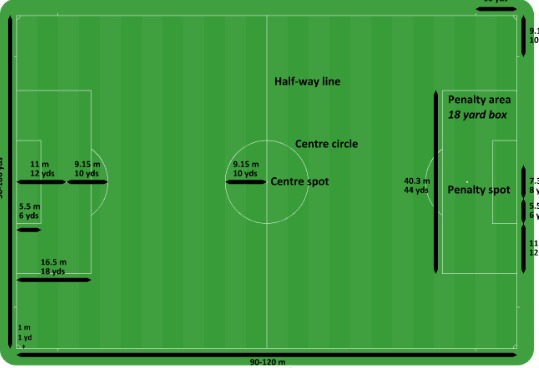 9.1
10
Half-way line
Penalty area
18 yard box
Centre circle
11 m
12 yds
9.15 m
10 yds
9.15 m
10 yds
Centre spot
40.3 m
44 yds
Penalty spot
7.3
8 y
5.5
6 y
5.5 m
6 yds
11
12
16.5 m
18 yds
1 m
1 yd
90-120 m